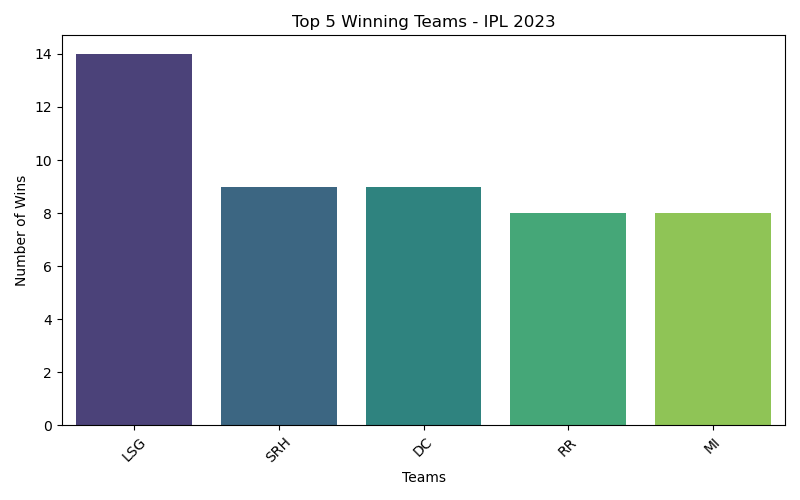 Top 5 Winning Teams - IPL 2023
14
12
10
8
6
4
2
0
Number of Wins
LSG
SRH
DC
RR
MI
Teams